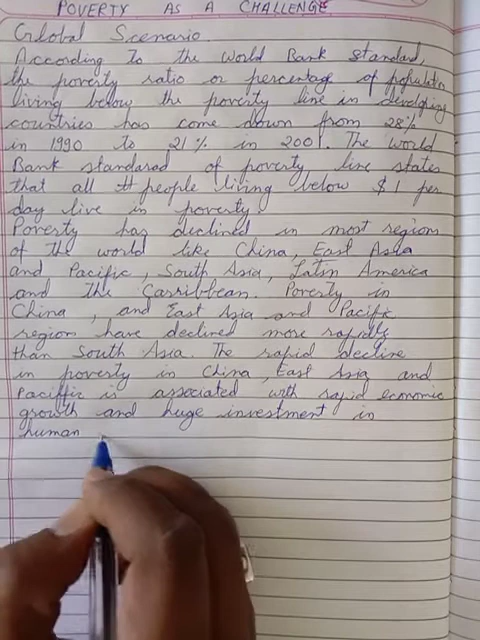 POVERTY AS A CHALLENGE
Global Scenario
According To the World Bank standard,
the poverty ratio or percentage of population
living below the poverty line in developing
countries has come down from 28%
in 1990 to 21% in 2001. The World
Bank standarad of poverty line states
that all people living below $1 per
day live in poverty.
Poverty has declined in most regions
of the world like China, East Asia
and Pacific, South Asia, Latin America
and the Carribbean. Poverty in
China, and East Asia and Pacific
regions have declined more rapidly
than South Asia. The rapid decline
in poverty in China, East Asia and
Paciffic is associated with rapid economic
growth and huge investment in
human